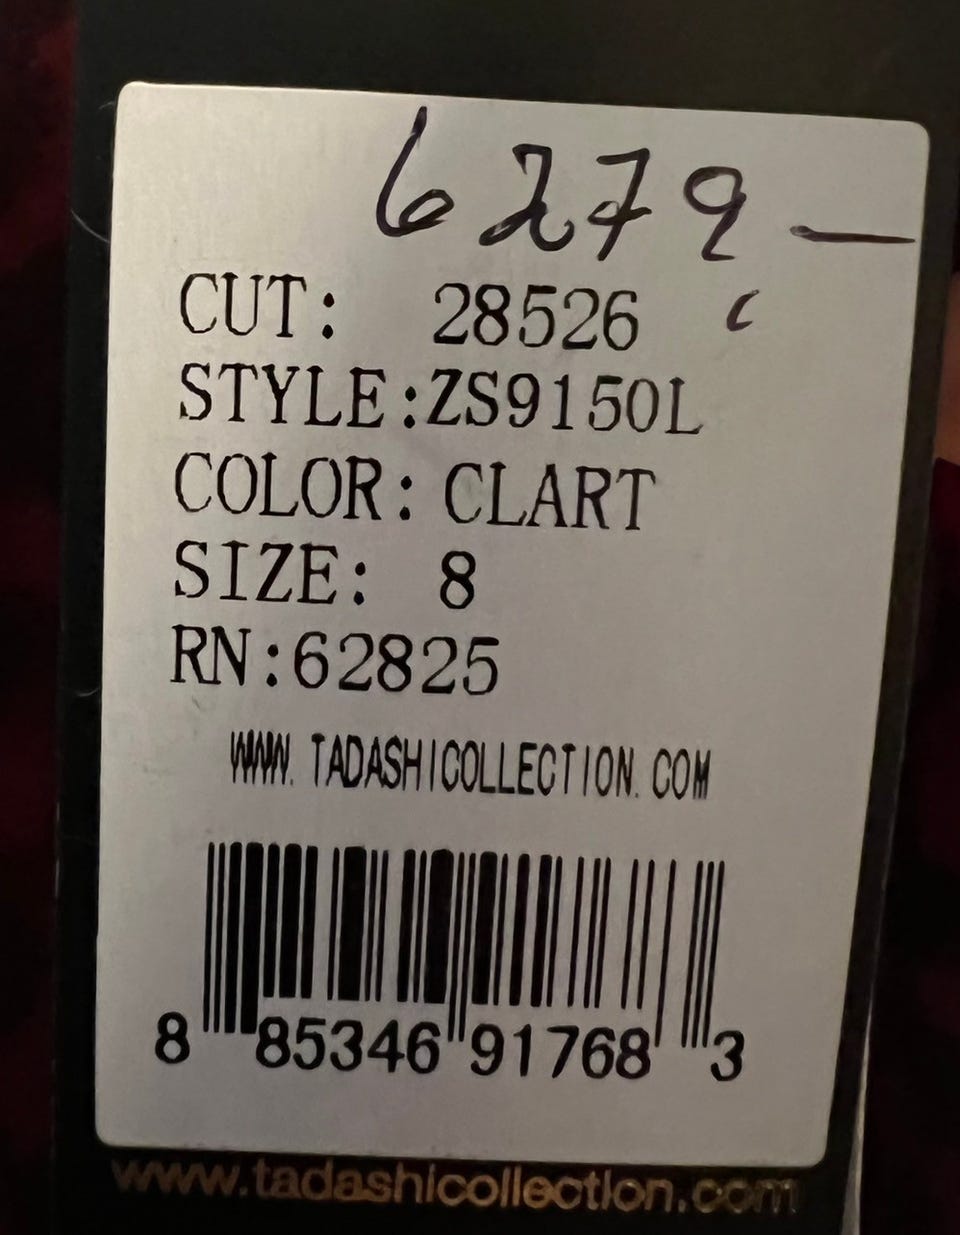 6279 —
CUT: 28526
STYLE:ZS9150L
COLOR: CLART
SIZE: 8
RN:62825
WWW.TADASHICOLLECTION.COM
8 85346 91768 3
www.tadashicollection.com